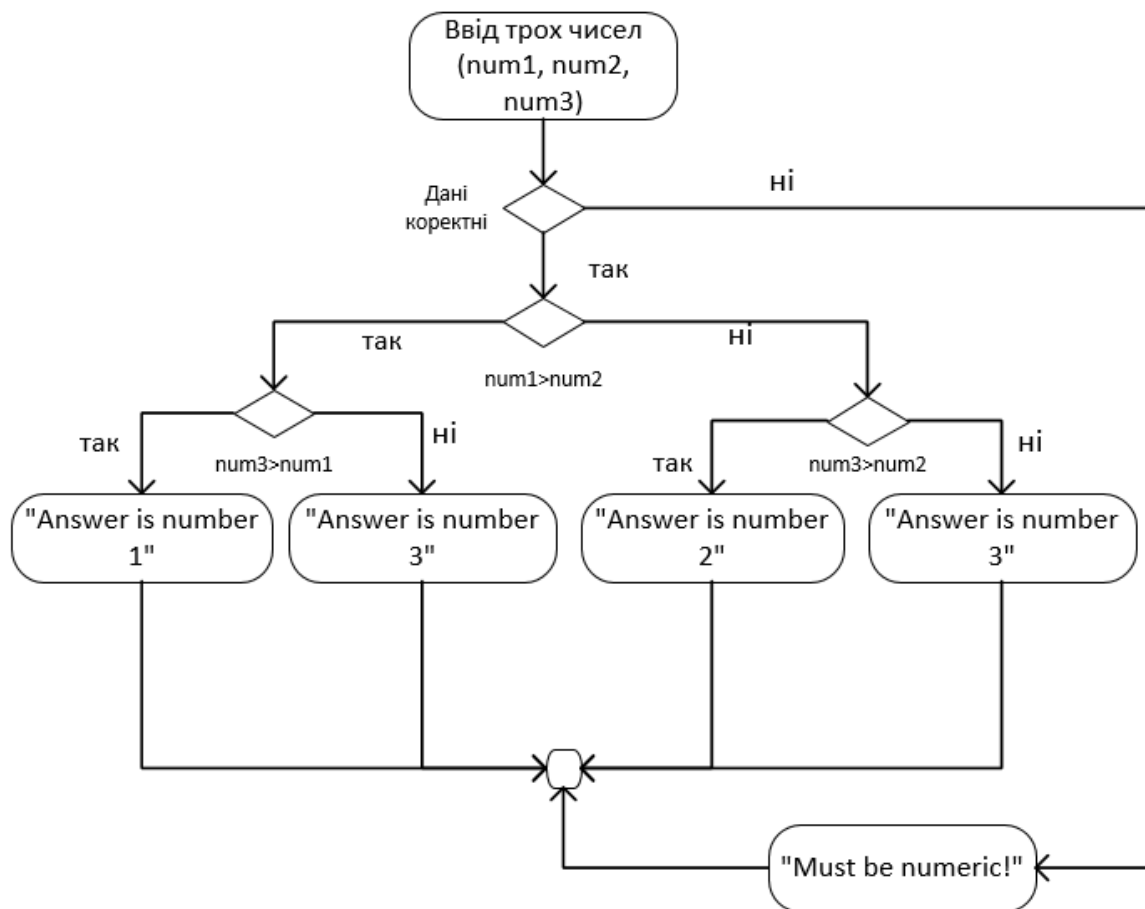 Ввід трох чисел
(num1, num2,
num3)
ні
Дані
коректні
так
так
ні
num1>num2
так
ні
num3>num1
так
ні
num3>num2
"Answer is number
1"
"Answer is number
3"
"Answer is number
2"
"Answer is number
3"
"Must be numeric!"